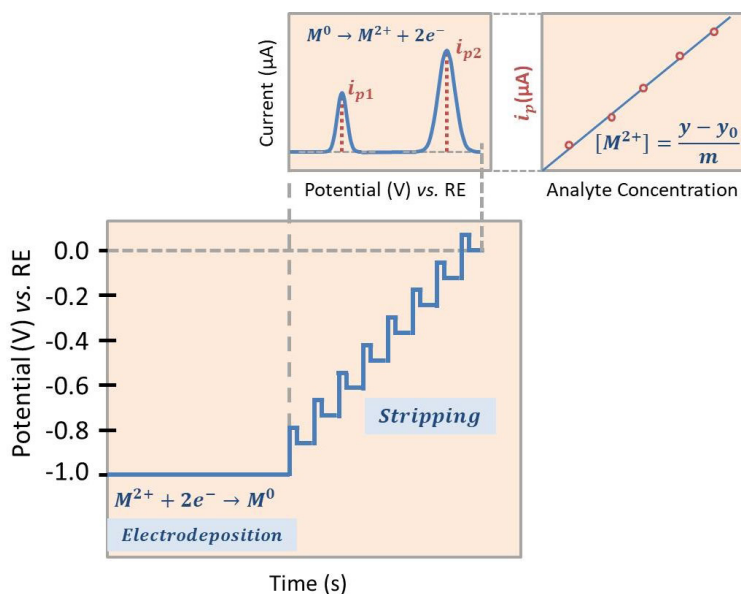 M⁰ → M²⁺ + 2e⁻
i_p1
i_p2
Current (µA)
Potential (V) vs. RE
i_p(µA)
[M²⁺] = (y − y₀)/m
Analyte Concentration
Potential (V) vs. RE
0.0
-0.2
-0.4
-0.6
-0.8
-1.0
Stripping
M²⁺ + 2e⁻ → M⁰
Electrodeposition
Time (s)